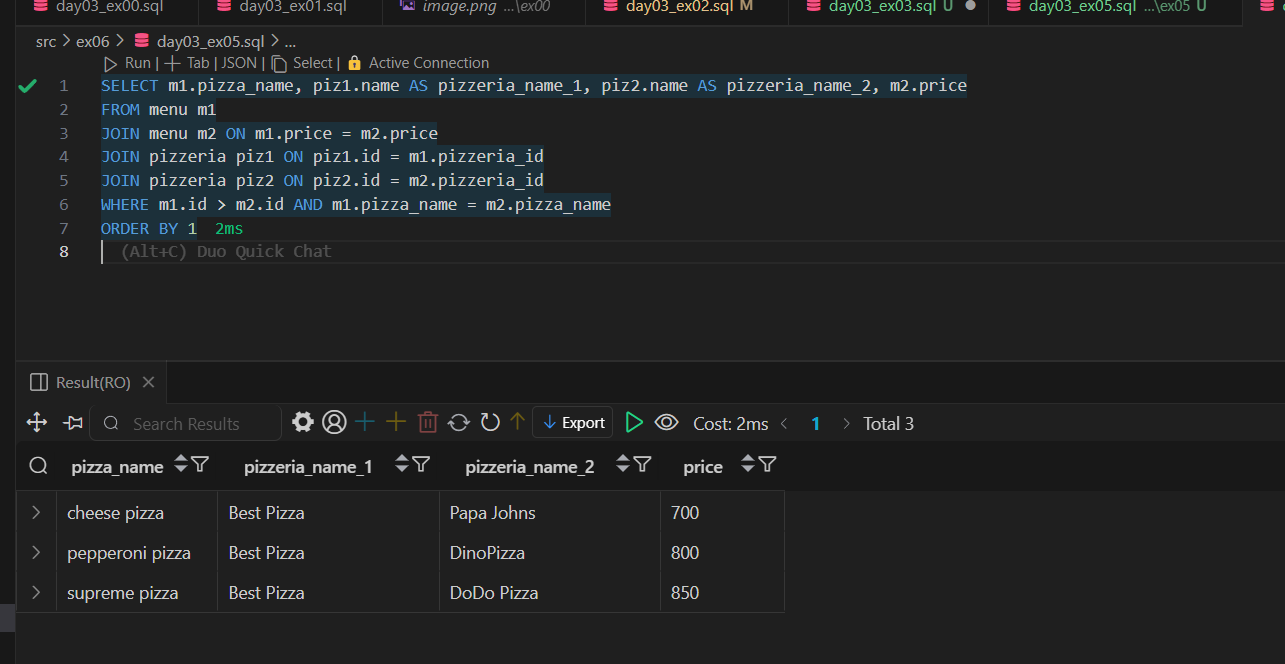 day03_ex00.sql day03_ex01.sql image.png ...\ex00 day03_ex02.sql M day03_ex03.sql U day03_ex05.sql ...\ex05 U
src > ex06 > day03_ex05.sql > ...
Run | + Tab | JSON | Select | Active Connection
1 SELECT m1.pizza_name, piz1.name AS pizzeria_name_1, piz2.name AS pizzeria_name_2, m2.price
2 FROM menu m1
3 JOIN menu m2 ON m1.price = m2.price
4 JOIN pizzeria piz1 ON piz1.id = m1.pizzeria_id
5 JOIN pizzeria piz2 ON piz2.id = m2.pizzeria_id
6 WHERE m1.id > m2.id AND m1.pizza_name = m2.pizza_name
7 ORDER BY 1 2ms
8 (Alt+C) Duo Quick Chat
Result(RO)
Search Results Export Cost: 2ms < 1 > Total 3
pizza_name pizzeria_name_1 pizzeria_name_2 price
cheese pizza Best Pizza Papa Johns 700
pepperoni pizza Best Pizza DinoPizza 800
supreme pizza Best Pizza DoDo Pizza 850